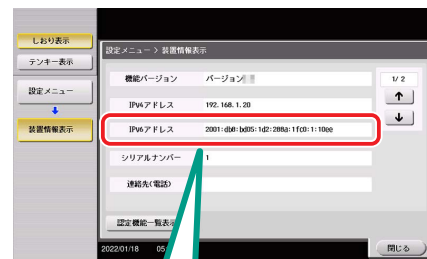 しおり表示
テンキー表示
設定メニュー
装置情報表示
設定メニュー > 装置情報表示
機能バージョン バージョン
1/ 2
IPV4アドレス 192.168.1.20
IPV6アドレス 2001:db8:bd05:1d2:288a:1fc0:1:10ee
シリアルナンバー 1
連絡先(電話)
認定機能一覧表示
2022/01/18 05:
閉じる